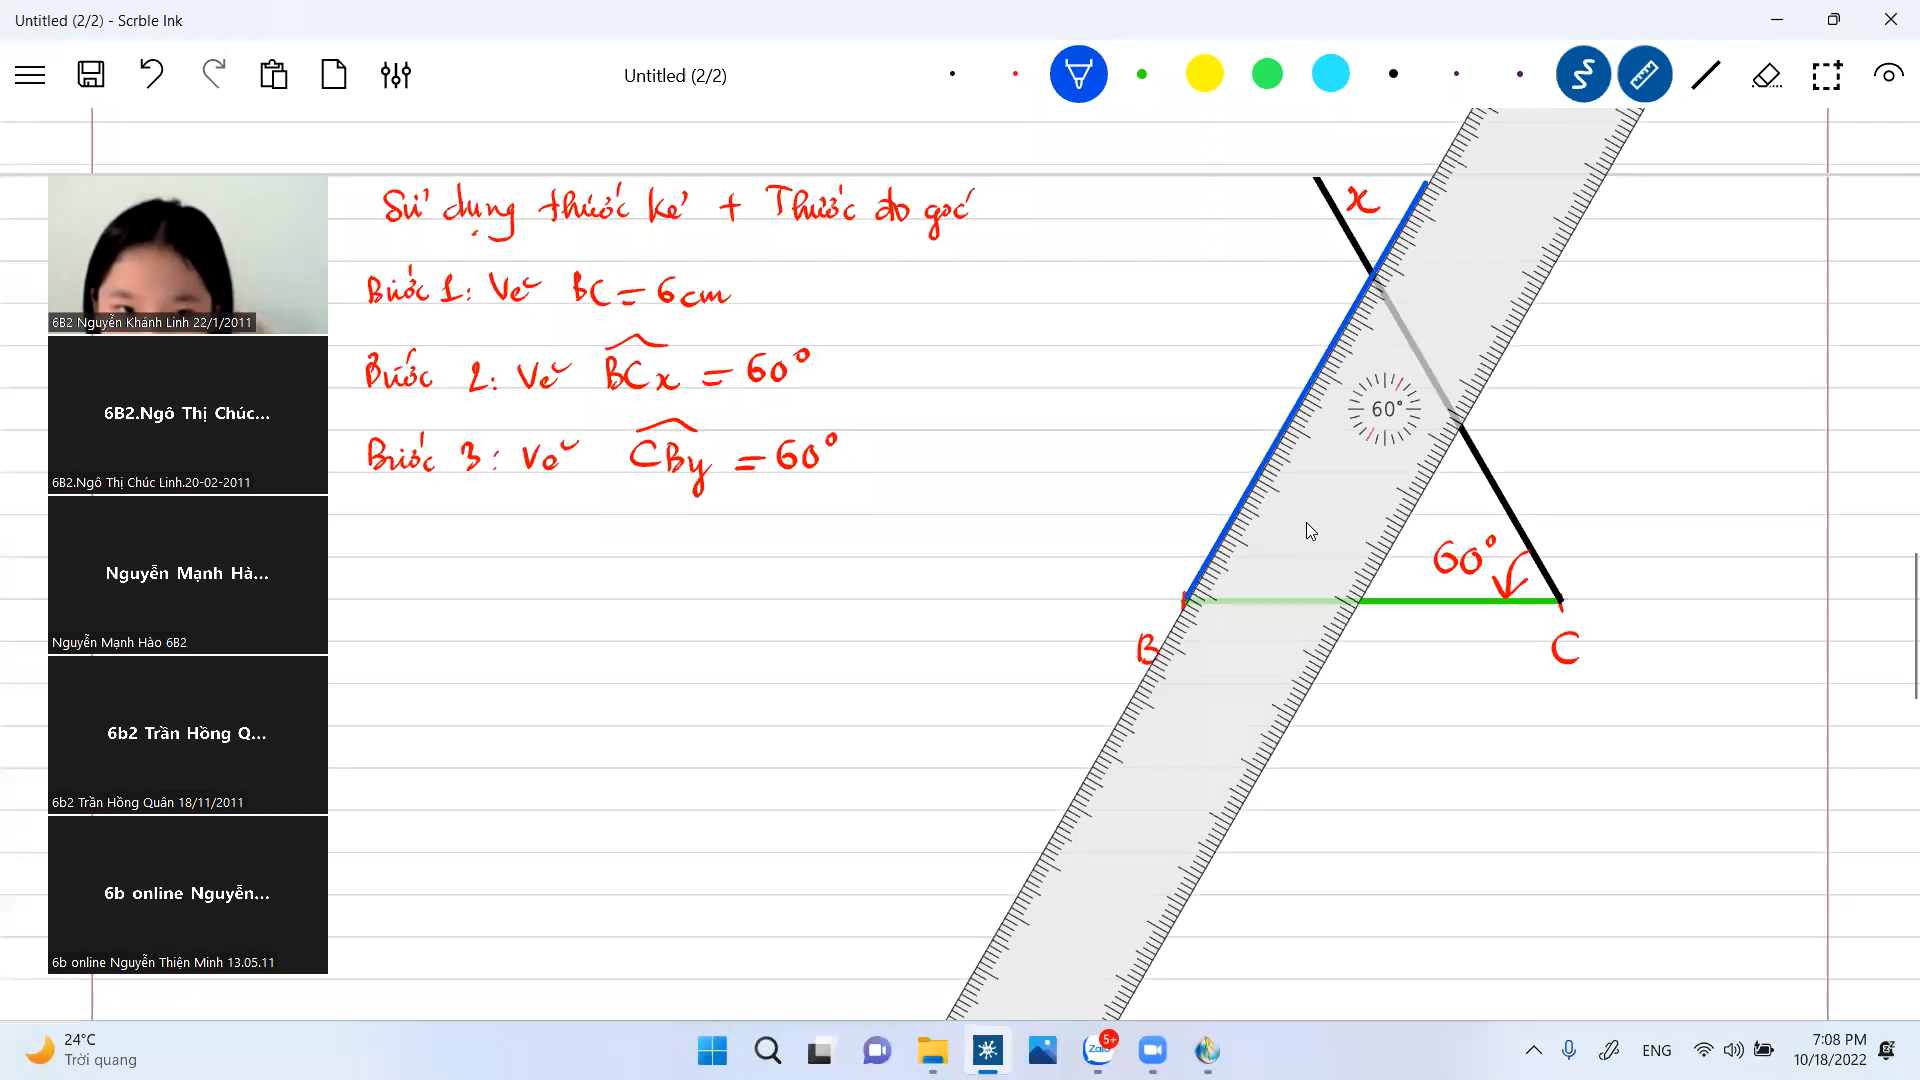 Untitled (2/2) - Scrble Ink
Untitled (2/2)
Sử dụng thước kẻ + Thước đo góc
Bước 1: Vẽ BC = 6cm
Bước 2: Vẽ BCx = 60°
Bước 3: Vẽ CBy = 60°
x
60°
60°
B
C
6B2 Nguyễn Khánh Linh 22/1/2011
6B2.Ngô Thị Chúc...
6B2.Ngô Thị Chúc Linh.20-02-2011
Nguyễn Mạnh Hà...
Nguyễn Mạnh Hào 6B2
6b2 Trần Hồng Q...
6b2 Trần Hồng Quân 18/11/2011
6b online Nguyễn...
6b online Nguyễn Thiện Minh 13.05.11
24°C
Trời quang
Zalo
5+
ENG
7:08 PM
10/18/2022